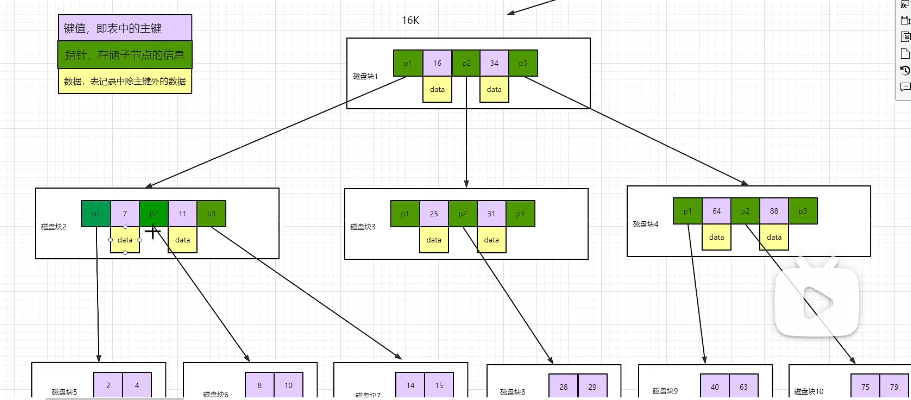 16K
键值，即表中的主键
指针，存储子节点的信息
数据，表记录中除主键外的数据
磁盘块1
p1 16 p2 34 p3
data data
磁盘块2
p1 7 p2 11 p3
data data
磁盘块3
p1 25 p2 31 p3
data data
磁盘块4
p1 64 p2 88 p3
data data
磁盘块5
2 4
磁盘块6
8 10
磁盘块7
14 15
磁盘块8
28 29
磁盘块9
40 63
磁盘块10
75 79